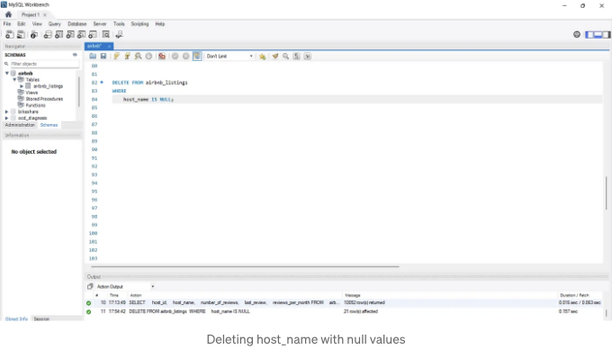 MySQL Workbench
Project 1
File Edit View Query Database Server Tools Scripting Help
Navigator
SCHEMAS
Filter objects
airbnb
Tables
airbnb_listings
Views
Stored Procedures
Functions
Administration Schemas
Information
No object selected
Object Info Session
airbnb*
Don't Limit
80
81
82 DELETE FROM airbnb_listings
83 WHERE
84 host_name IS NULL;
85
86
87
88
89
90
91
92
93
94
95
96
97
98
99
100
101
102
103
Output
Action Output
# Time Action Message Duration / Fetch
10 17:13:49 SELECT host_id, host_name, number_of_reviews, last_review, reviews_per_month FROM airb... 10052 row(s) returned 0.016 sec / 0.063 sec
11 17:54:42 DELETE FROM airbnb_listings WHERE host_name IS NULL 21 row(s) affected 0.157 sec
Deleting host_name with null values